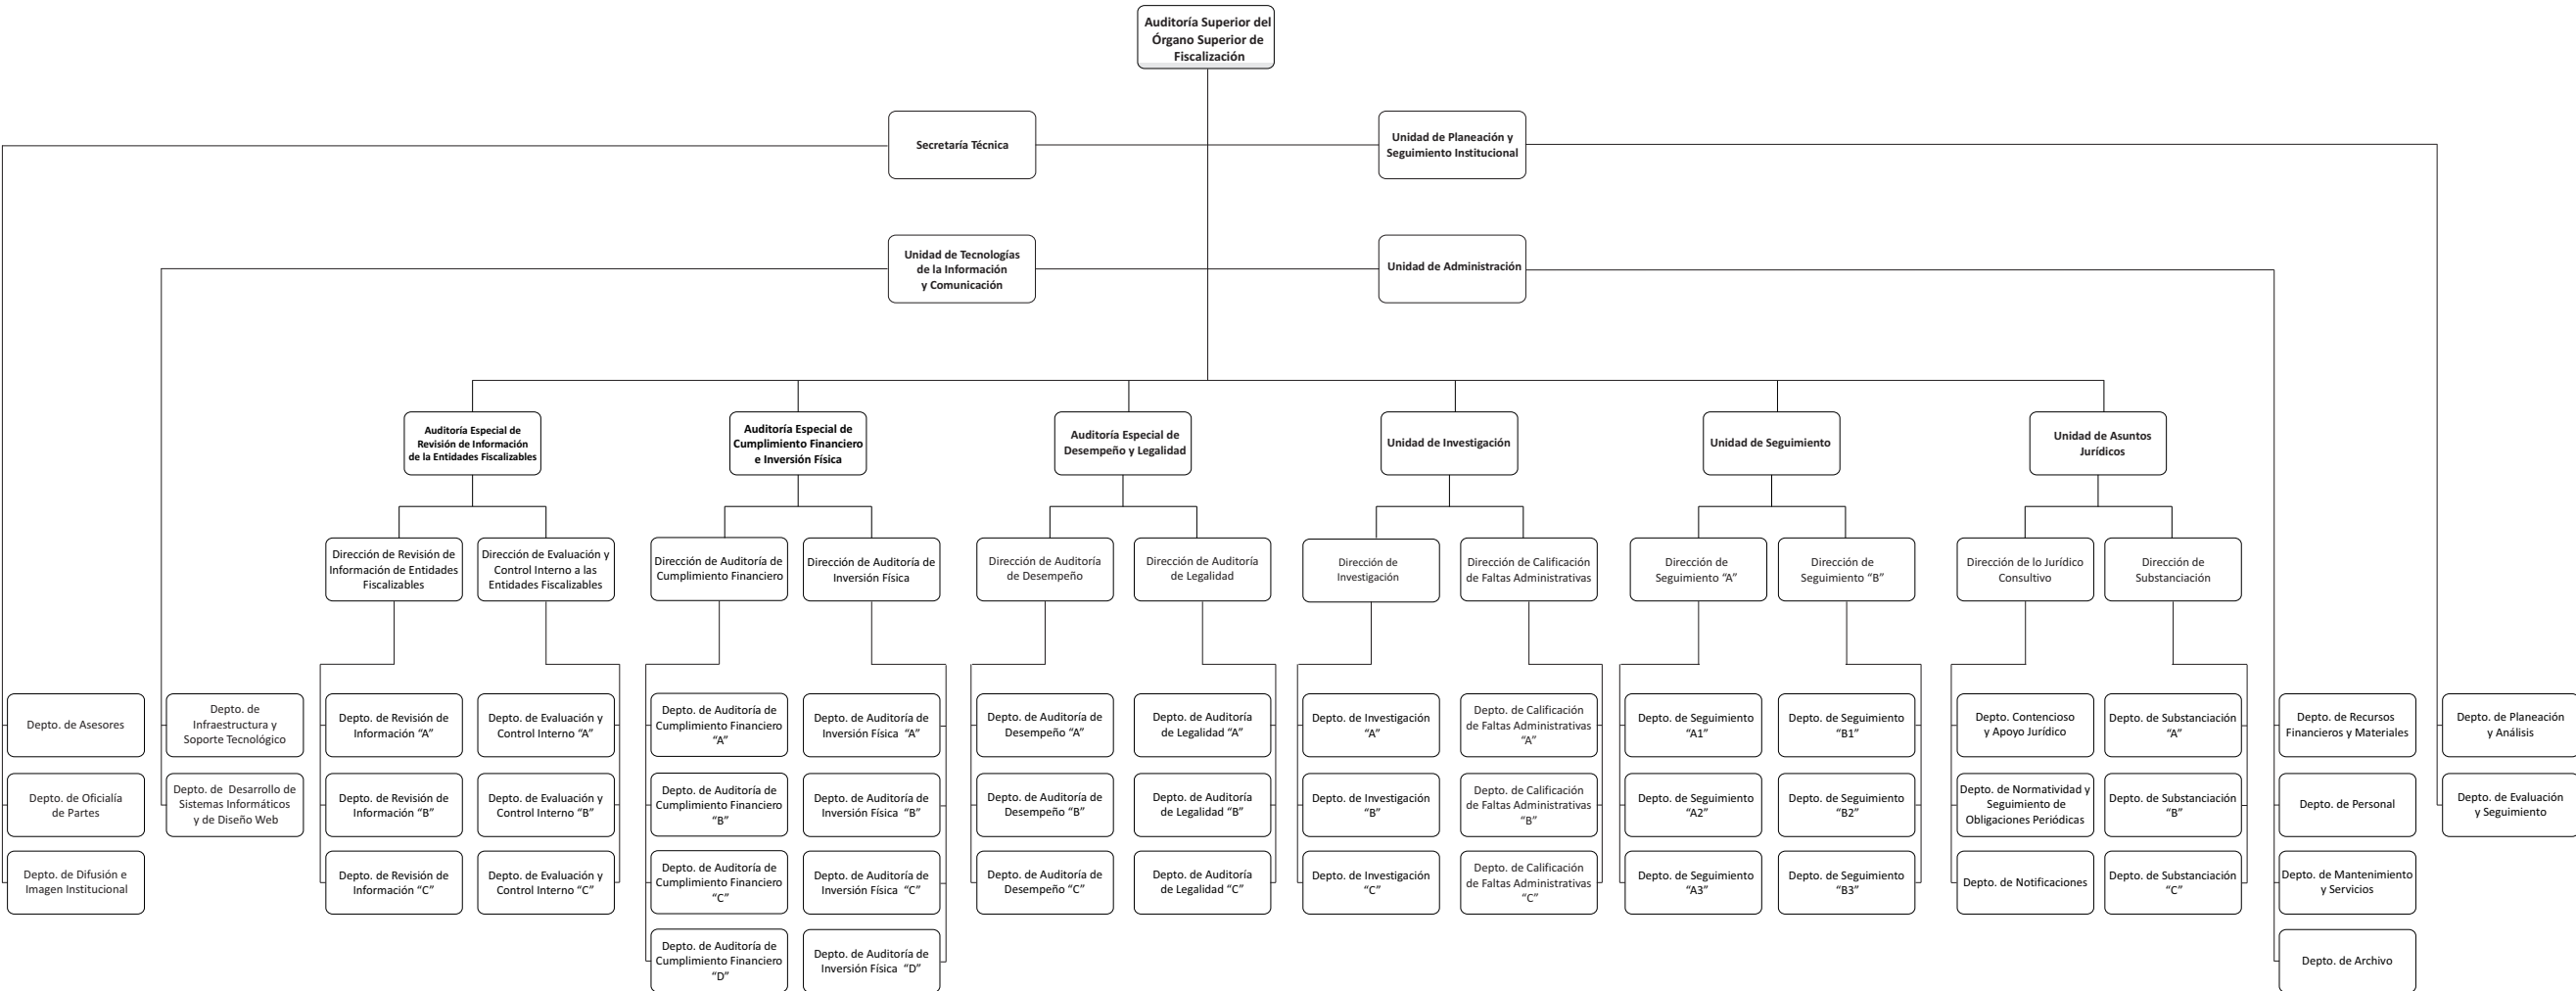 Auditoría Superior del
Órgano Superior de
Fiscalización
Secretaría Técnica
Unidad de Planeación y
Seguimiento Institucional
Unidad de Tecnologías
de la Información
y Comunicación
Unidad de Administración
Auditoría Especial de
Revisión de Información
de la Entidades Fiscalizables
Auditoría Especial de
Cumplimiento Financiero
e Inversión Física
Auditoría Especial de
Desempeño y Legalidad
Unidad de Investigación
Unidad de Seguimiento
Unidad de Asuntos
Jurídicos
Dirección de Revisión de
Información de Entidades
Fiscalizables
Dirección de Evaluación y
Control Interno a las
Entidades Fiscalizables
Dirección de Auditoría de
Cumplimiento Financiero
Dirección de Auditoría de
Inversión Física
Dirección de Auditoría
de Desempeño
Dirección de Auditoría
de Legalidad
Dirección de
Investigación
Dirección de Calificación
de Faltas Administrativas
Dirección de
Seguimiento “A”
Dirección de
Seguimiento “B”
Dirección de lo Jurídico
Consultivo
Dirección de
Substanciación
Depto. de Asesores
Depto. de
Infraestructura y
Soporte Tecnológico
Depto. de Revisión de
Información “A”
Depto. de Evaluación y
Control Interno “A”
Depto. de Auditoría de
Cumplimiento Financiero
“A”
Depto. de Auditoría de
Inversión Física “A”
Depto. de Auditoría de
Desempeño “A”
Depto. de Auditoría
de Legalidad “A”
Depto. de Investigación
“A”
Depto. de Calificación
de Faltas Administrativas
“A”
Depto. de Seguimiento
“A1”
Depto. de Seguimiento
“B1”
Depto. Contencioso
y Apoyo Jurídico
Depto. de Substanciación
“A”
Depto. de Recursos
Financieros y Materiales
Depto. de Planeación
y Análisis
Depto. de Oficialía
de Partes
Depto. de Desarrollo de
Sistemas Informáticos
y de Diseño Web
Depto. de Revisión de
Información “B”
Depto. de Evaluación y
Control Interno “B”
Depto. de Auditoría de
Cumplimiento Financiero
“B”
Depto. de Auditoría de
Inversión Física “B”
Depto. de Auditoría de
Desempeño “B”
Depto. de Auditoría
de Legalidad “B”
Depto. de Investigación
“B”
Depto. de Calificación
de Faltas Administrativas
“B”
Depto. de Seguimiento
“A2”
Depto. de Seguimiento
“B2”
Depto. de Normatividad y
Seguimiento de
Obligaciones Periódicas
Depto. de Substanciación
“B”
Depto. de Personal
Depto. de Evaluación
y Seguimiento
Depto. de Difusión e
Imagen Institucional
Depto. de Revisión de
Información “C”
Depto. de Evaluación y
Control Interno “C”
Depto. de Auditoría de
Cumplimiento Financiero
“C”
Depto. de Auditoría de
Inversión Física “C”
Depto. de Auditoría de
Desempeño “C”
Depto. de Auditoría
de Legalidad “C”
Depto. de Investigación
“C”
Depto. de Calificación
de Faltas Administrativas
“C”
Depto. de Seguimiento
“A3”
Depto. de Seguimiento
“B3”
Depto. de Notificaciones
Depto. de Substanciación
“C”
Depto. de Mantenimiento
y Servicios
Depto. de Auditoría de
Cumplimiento Financiero
“D”
Depto. de Auditoría de
Inversión Física “D”
Depto. de Archivo